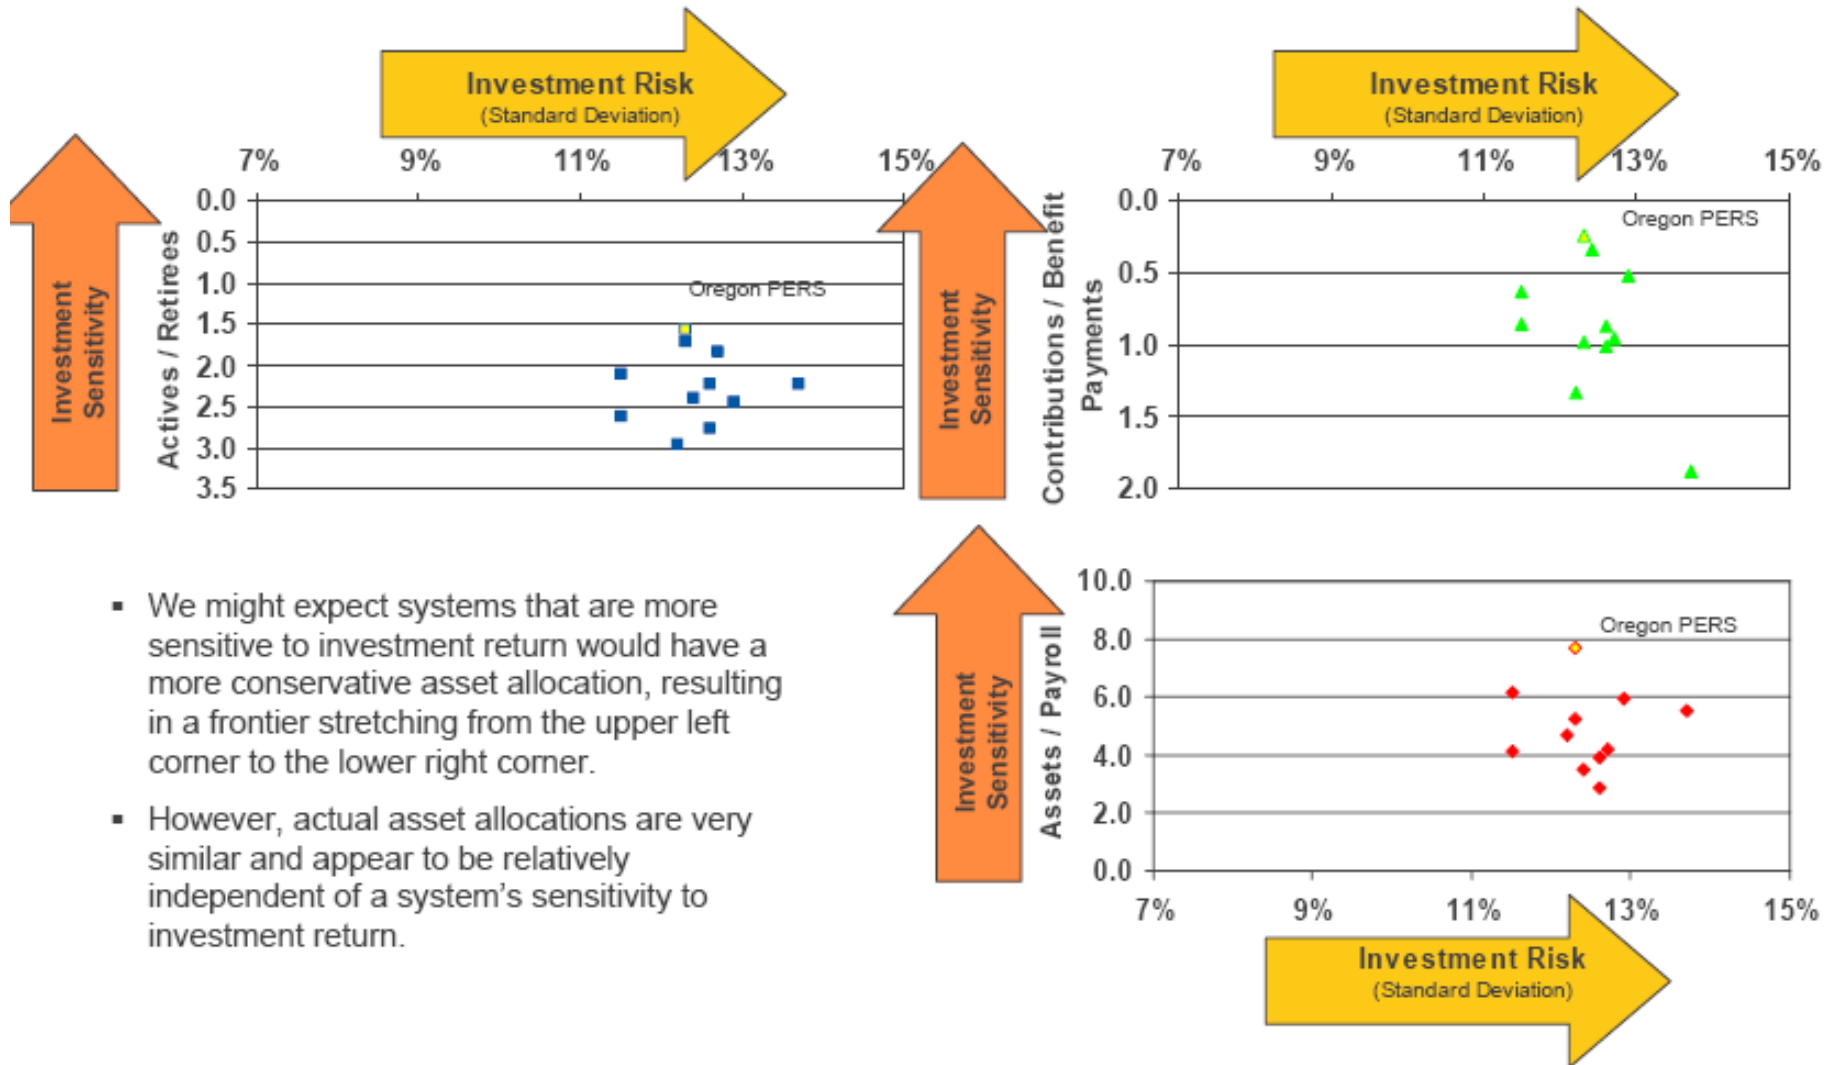 Investment Risk
(Standard Deviation)
7%
9%
11%
13%
15%
Investment
Sensitivity
Actives / Retirees
0.0
0.5
1.0
1.5
2.0
2.5
3.0
3.5
Oregon PERS
Investment Risk
(Standard Deviation)
7%
9%
11%
13%
15%
Investment
Sensitivity
Contributions / Benefit
Payments
0.0
0.5
1.0
1.5
2.0
Oregon PERS
▪ We might expect systems that are more
sensitive to investment return would have a
more conservative asset allocation, resulting
in a frontier stretching from the upper left
corner to the lower right corner.
▪ However, actual asset allocations are very
similar and appear to be relatively
independent of a system's sensitivity to
investment return.
Investment
Sensitivity
Assets / Payroll
10.0
8.0
6.0
4.0
2.0
0.0
Oregon PERS
7%
9%
11%
13%
15%
Investment Risk
(Standard Deviation)